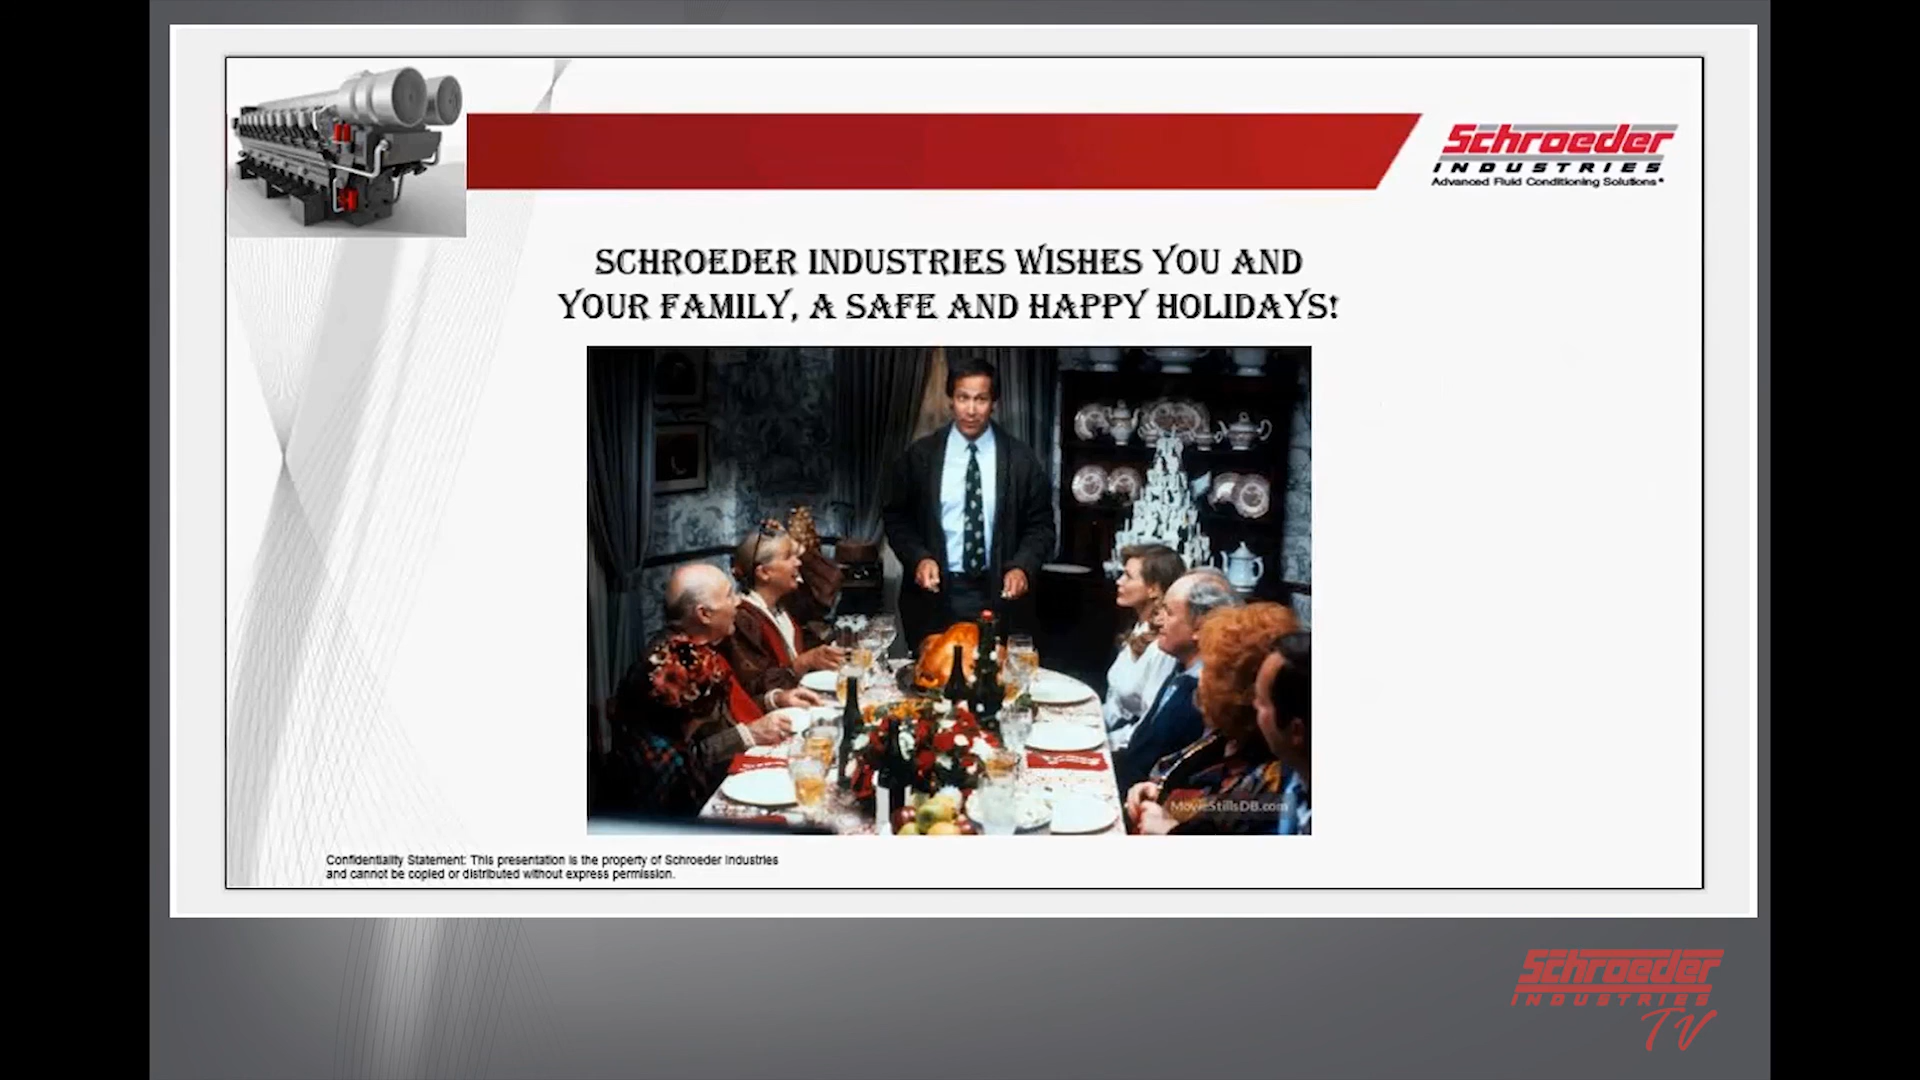 Schroeder
INDUSTRIES
Advanced Fluid Conditioning Solutions®
SCHROEDER INDUSTRIES WISHES YOU AND
YOUR FAMILY, A SAFE AND HAPPY HOLIDAYS!
MovieStillsDB.com
Confidentiality Statement: This presentation is the property of Schroeder Industries
and cannot be copied or distributed without express permission.
Schroeder
INDUSTRIES
TV